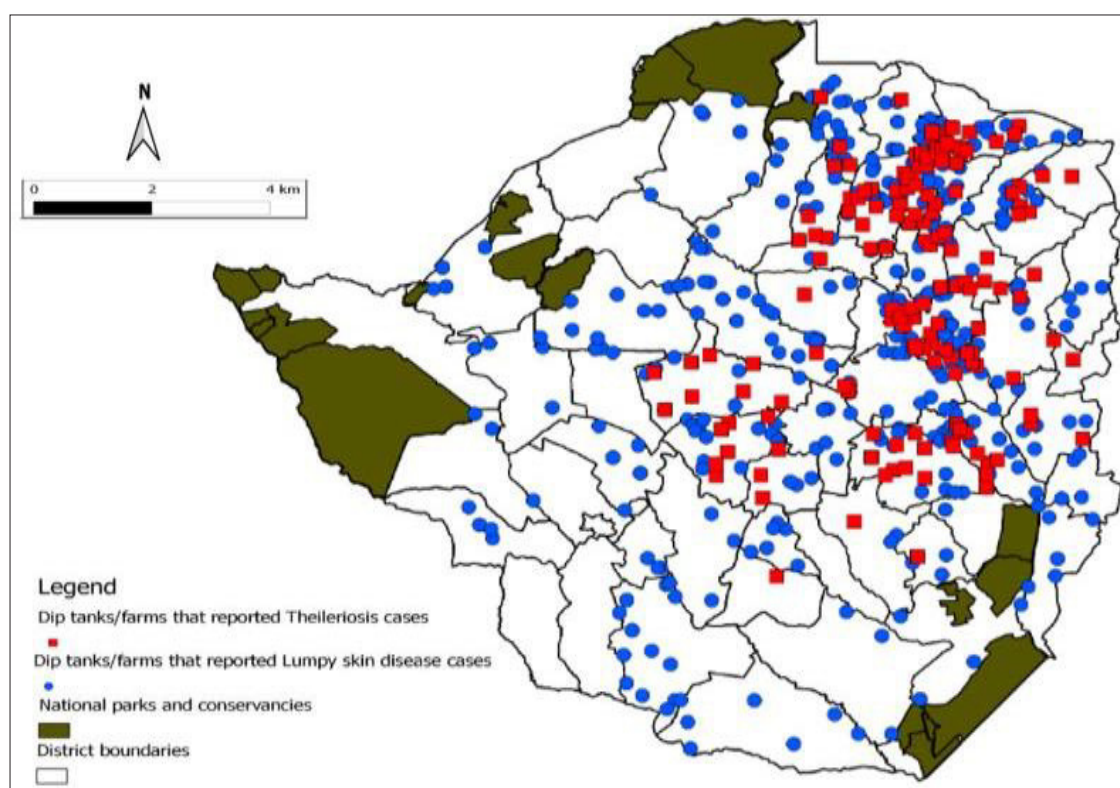 N
0 2 4 km
Legend
Dip tanks/farms that reported Theileriosis cases
Dip tanks/farms that reported Lumpy skin disease cases
National parks and conservancies
District boundaries